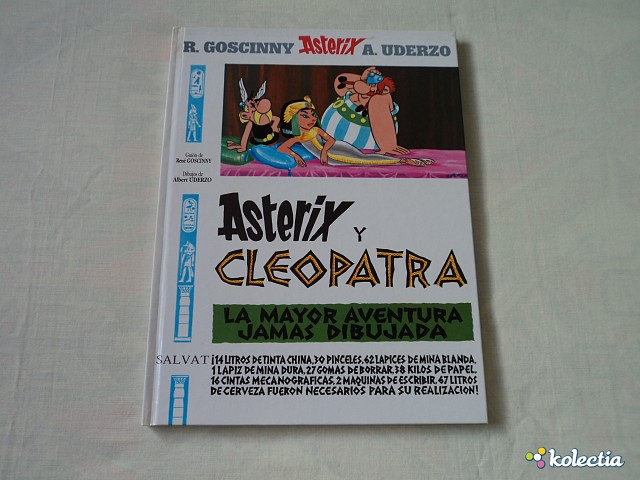 R. GOSCINNY Asterix A. UDERZO
Guión de
Rene GOSCINNY
Dibujos de
Albert UDERZO
Asterix y
CLEOPATRA
LA MAYOR AVENTURA
JAMAS DIBUJADA
SALVAT
¡14 LITROS DE TINTA CHINA, 30 PINCELES, 62 LAPICES DE MINA BLANDA,
1 LAPIZ DE MINA DURA, 27 GOMAS DE BORRAR, 38 KILOS DE PAPEL,
16 CINTAS MECANOGRAFICAS, 2 MAQUINAS DE ESCRIBIR, 67 LITROS
DE CERVEZA FUERON NECESARIOS PARA SU REALIZACION!
kolectia